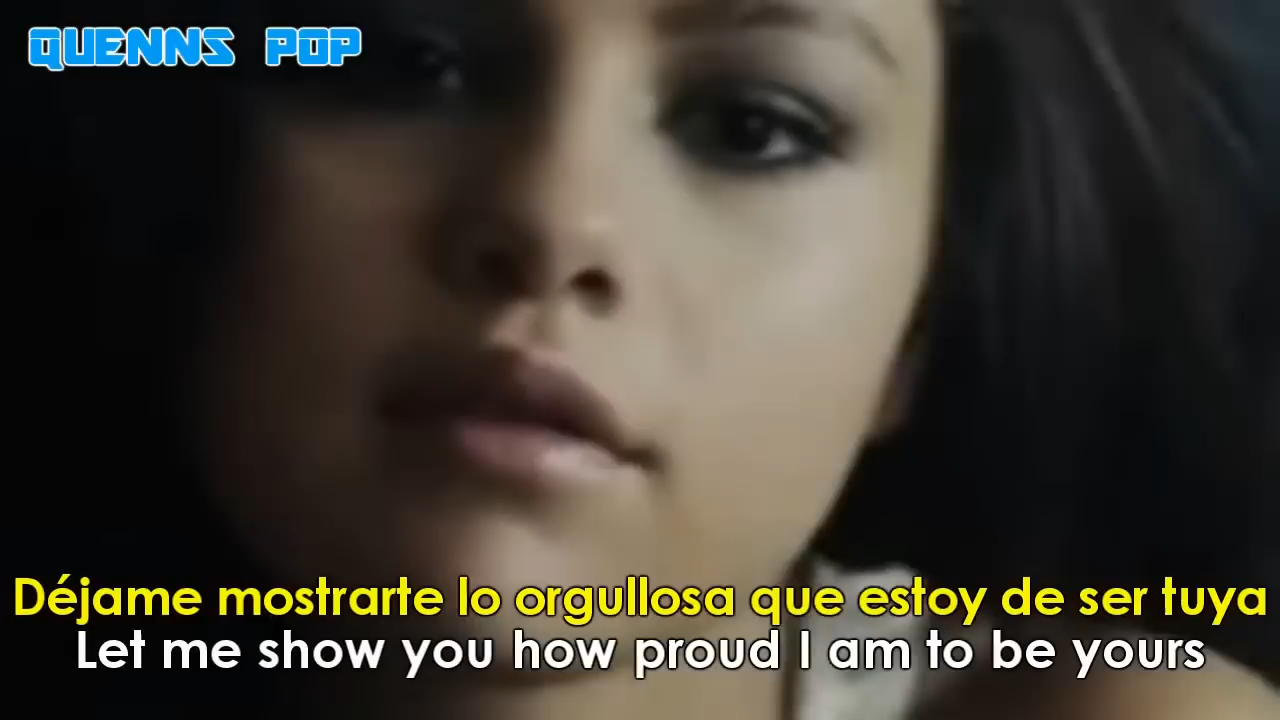 QUENNS POP
Déjame mostrarte lo orgullosa que estoy de ser tuya
Let me show you how proud I am to be yours